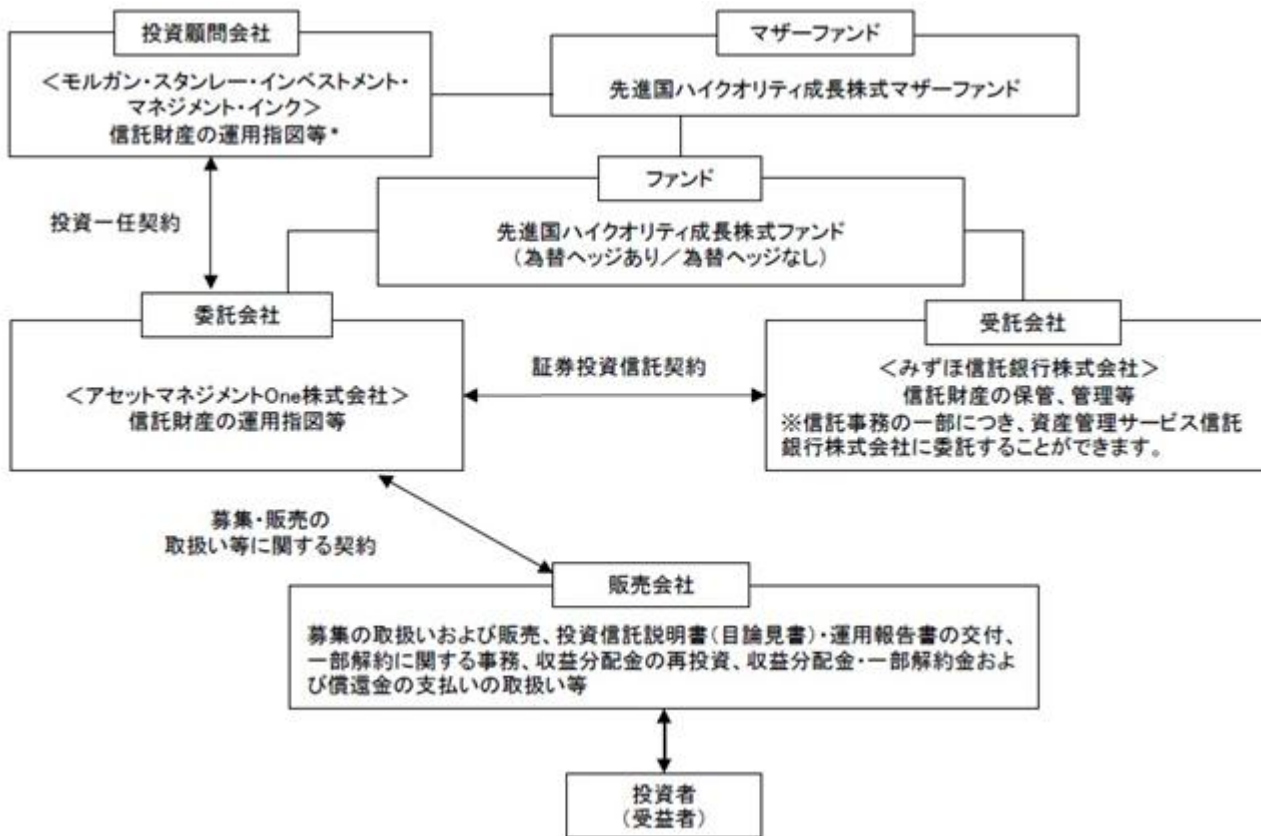 投資顧問会社
<モルガン・スタンレー・インベストメント・
マネジメント・インク>
信託財産の運用指図等*
マザーファンド
先進国ハイクオリティ成長株式マザーファンド
ファンド
先進国ハイクオリティ成長株式ファンド
(為替ヘッジあり/為替ヘッジなし)
投資一任契約
委託会社
<アセットマネジメントOne株式会社>
信託財産の運用指図等
証券投資信託契約
受託会社
<みずほ信託銀行株式会社>
信託財産の保管、管理等
※信託事務の一部につき、資産管理サービス信託
銀行株式会社に委託することができます。
募集・販売の
取扱い等に関する契約
販売会社
募集の取扱いおよび販売、投資信託説明書(目論見書)・運用報告書の交付、
一部解約に関する事務、収益分配金の再投資、収益分配金・一部解約金およ
び償還金の支払いの取扱い等
投資者
(受益者)